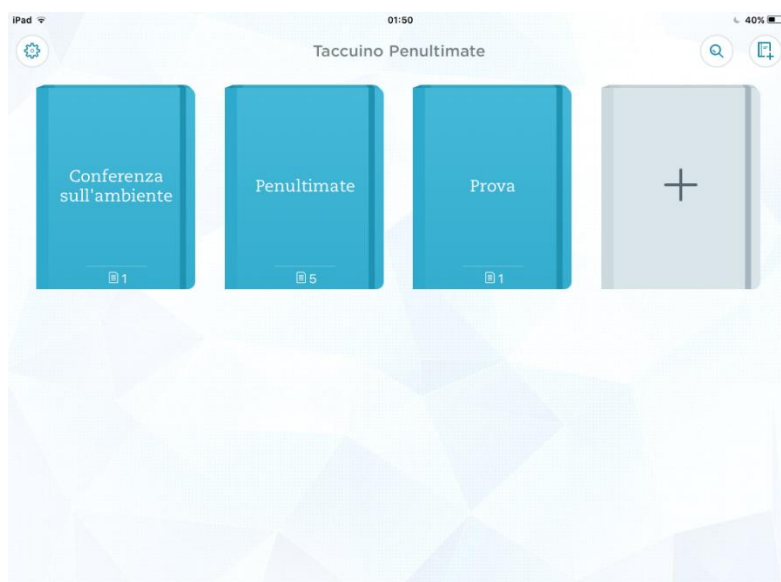 iPad 01:50 40%
Taccuino Penultimate
Conferenza
sull'ambiente
Penultimate
Prova
1
5
1